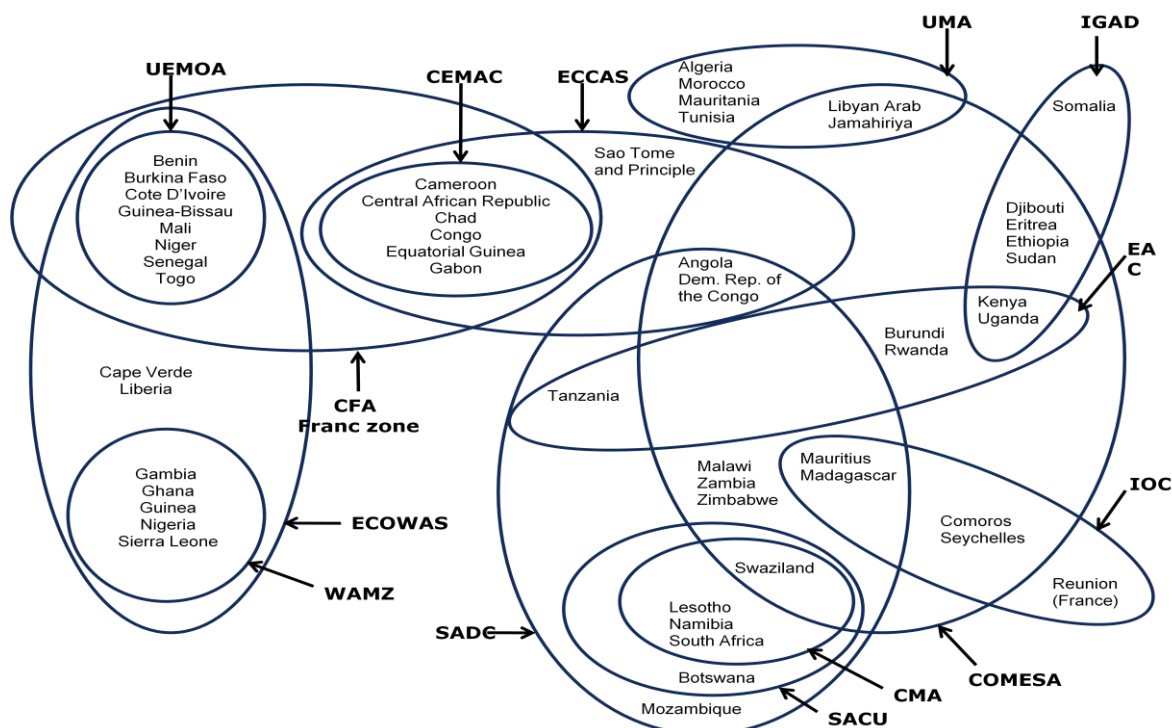 UMA
IGAD
UEMOA
CEMAC
ECCAS
Algeria
Morocco
Mauritania
Tunisia
Libyan Arab
Jamahiriya
Somalia
Benin
Burkina Faso
Cote D'Ivoire
Guinea-Bissau
Mali
Niger
Senegal
Togo
Cameroon
Central African Republic
Chad
Congo
Equatorial Guinea
Gabon
Sao Tome
and Principle
Djibouti
Eritrea
Ethiopia
Sudan
EA
C
Angola
Dem. Rep. of
the Congo
Kenya
Uganda
Burundi
Rwanda
Cape Verde
Liberia
CFA
Franc zone
Tanzania
Gambia
Ghana
Guinea
Nigeria
Sierra Leone
ECOWAS
WAMZ
Malawi
Zambia
Zimbabwe
Mauritius
Madagascar
IOC
Comoros
Seychelles
Reunion
(France)
Swaziland
Lesotho
Namibia
South Africa
SADC
Botswana
Mozambique
CMA
SACU
COMESA